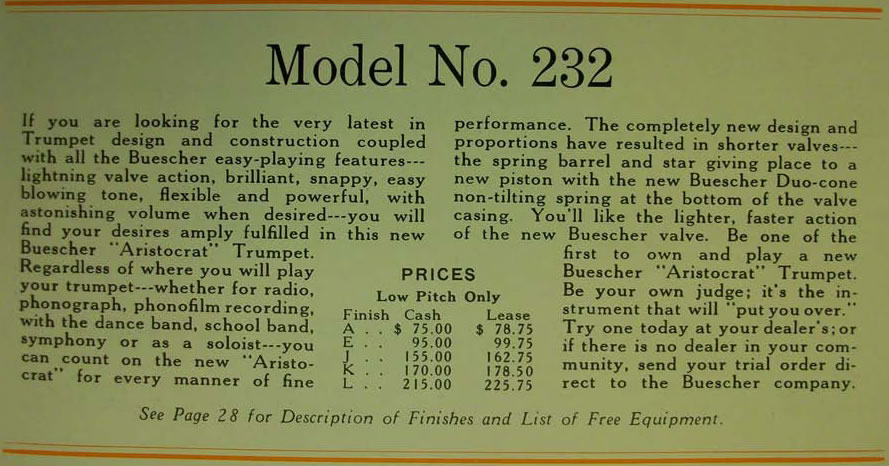 Model No. 232
If you are looking for the very latest in
Trumpet design and construction coupled
with all the Buescher easy-playing features---
lightning valve action, brilliant, snappy, easy
blowing tone, flexible and powerful, with
astonishing volume when desired---you will
find your desires amply fulfilled in this new
Buescher "Aristocrat" Trumpet.
Regardless of where you will play
your trumpet---whether for radio,
phonograph, phonofilm recording,
with the dance band, school band,
symphony or as a soloist---you
can count on the new "Aristo-
crat" for every manner of fine
performance. The completely new design and
proportions have resulted in shorter valves---
the spring barrel and star giving place to a
new piston with the new Buescher Duo-cone
non-tilting spring at the bottom of the valve
casing. You'll like the lighter, faster action
of the new Buescher valve. Be one of the
first to own and play a new
Buescher "Aristocrat" Trumpet.
Be your own judge; it's the in-
strument that will "put you over."
Try one today at your dealer's; or
if there is no dealer in your com-
munity, send your trial order di-
rect to the Buescher company.
PRICES
Low Pitch Only
Finish Cash Lease
A . . $ 75.00 $ 78.75
E . . 95.00 99.75
J . . 155.00 162.75
K . . 170.00 178.50
L . . 215.00 225.75
See Page 28 for Description of Finishes and List of Free Equipment.